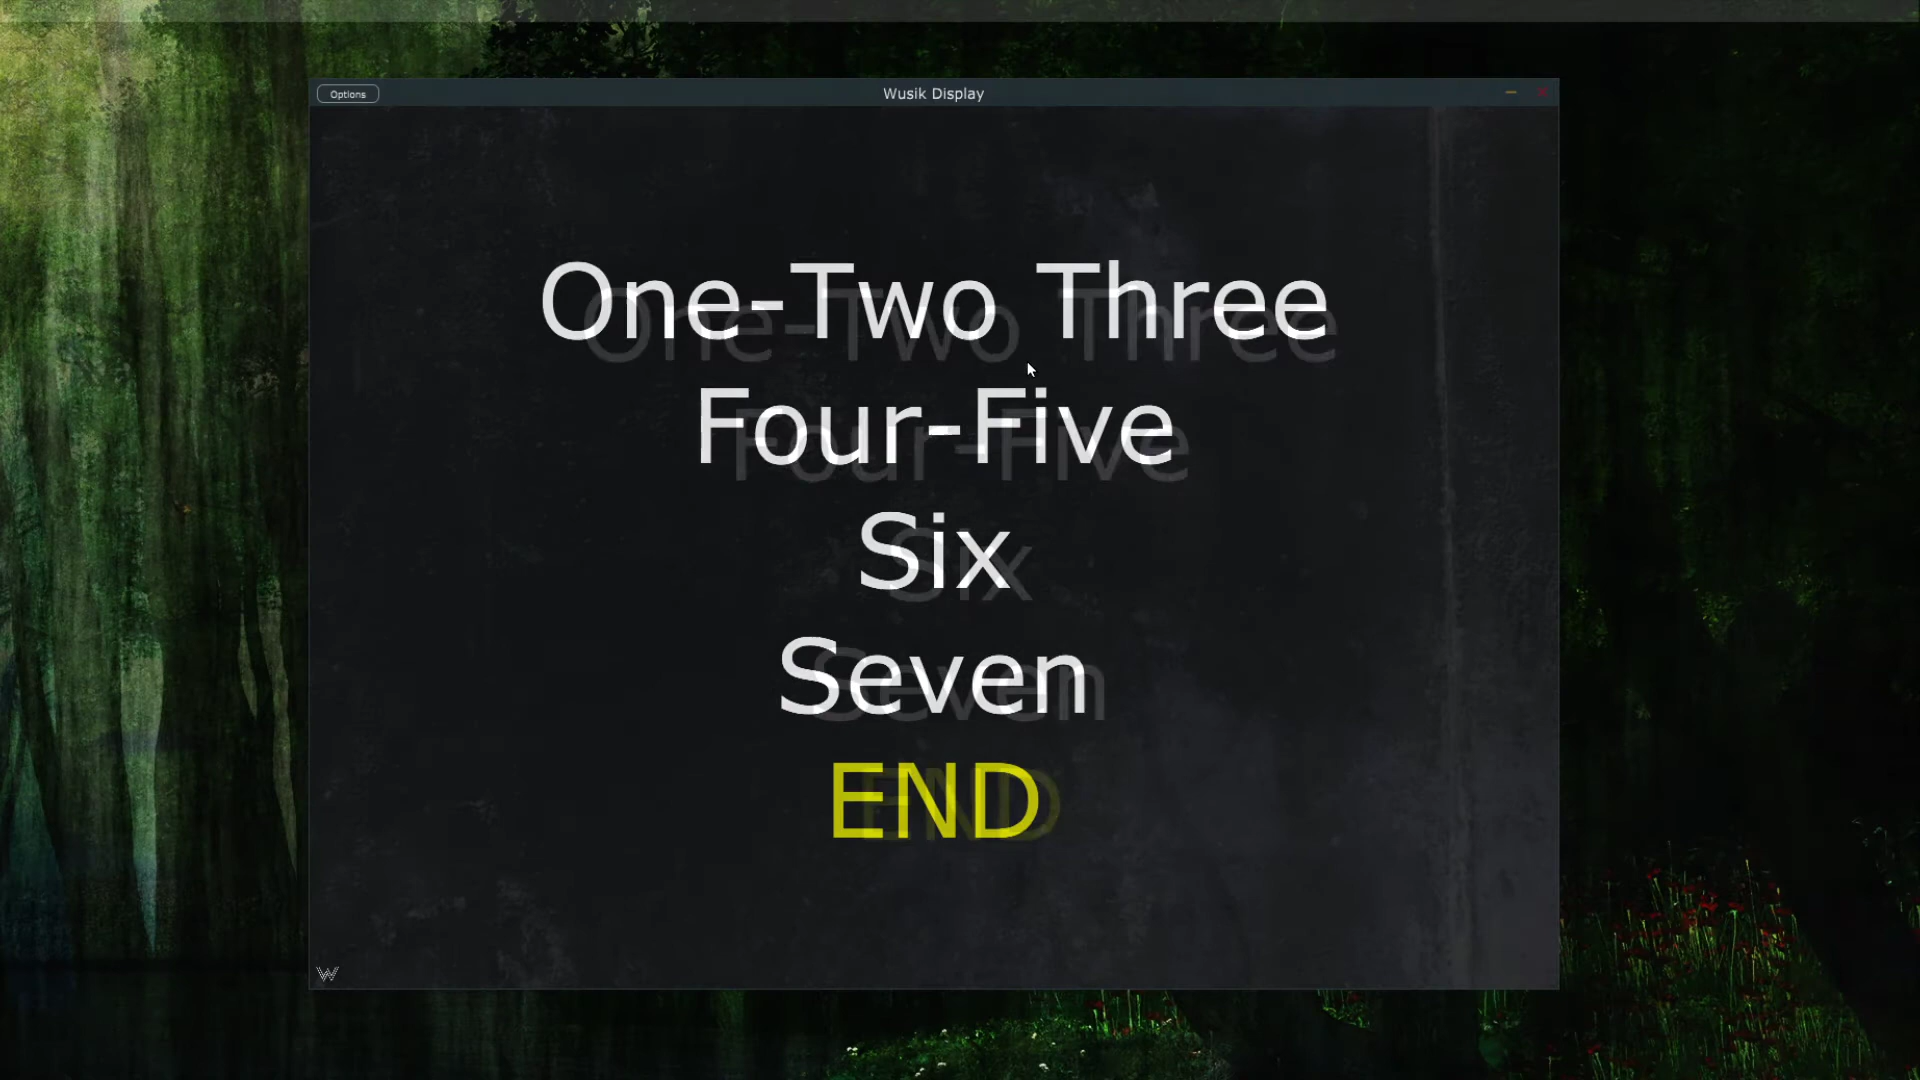 Options
Wusik Display
One-Two Three
Four-Five
Six
Seven
END
W